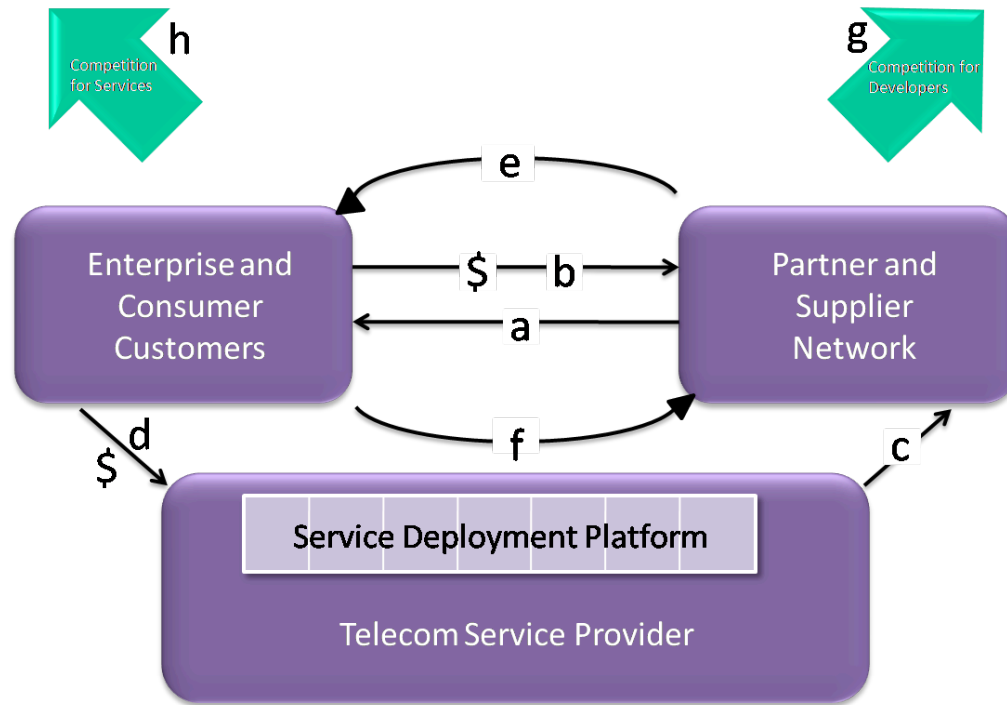 h
Competition
for Services
g
Competition for
Developers
e
Enterprise and
Consumer
Customers
$ b
a
Partner and
Supplier
Network
f
d
$
c
Service Deployment Platform
Telecom Service Provider